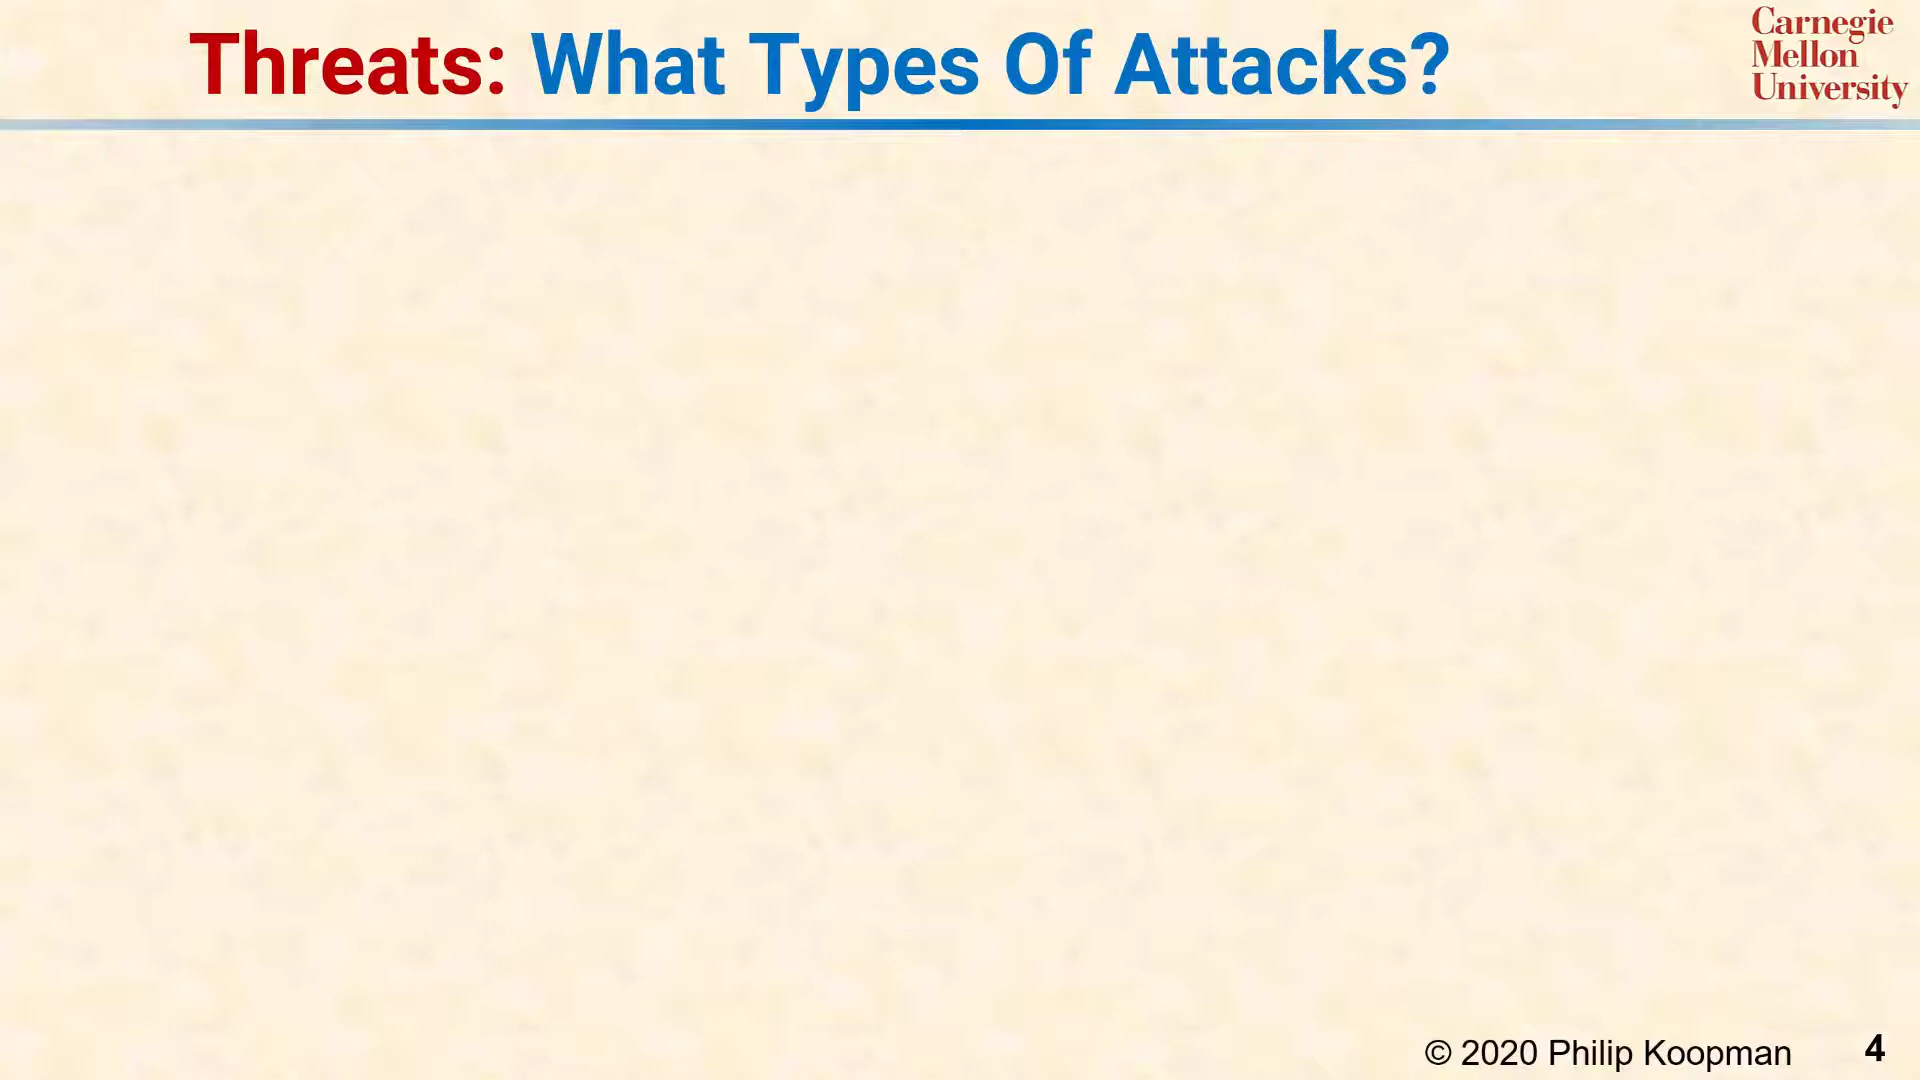 Threats: What Types Of Attacks?
Carnegie
Mellon
University
© 2020 Philip Koopman
4